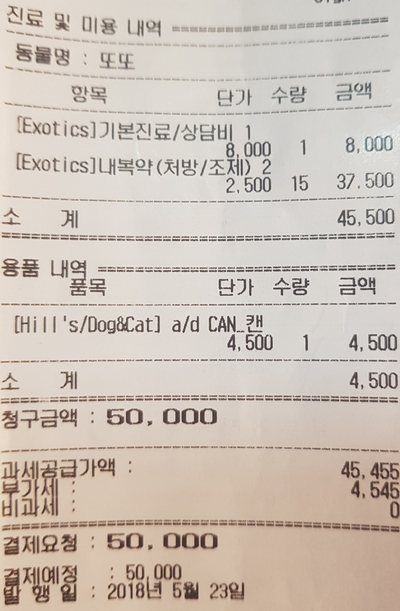 진료 및 미용 내역 ========================
동물명 : 또또
항목 단가 수량 금액
[Exotics]기본진료/상담비 1
8,000 1 8,000
[Exotics]내복약(처방/조제) 2
2,500 15 37.500
소 계 45,500
용품 내역 ==============================
품목 단가 수량 금액
[Hill's/Dog&Cat] a/d CAN_캔
4,500 1 4,500
소 계 4,500
청구금액 : 50,000
과세공급가액 : 45,455
부가세 : 4,545
비과세 : 0
결제요청 : 50,000
결제예정 : 50,000
발 행 일 : 2018년 5월 23일